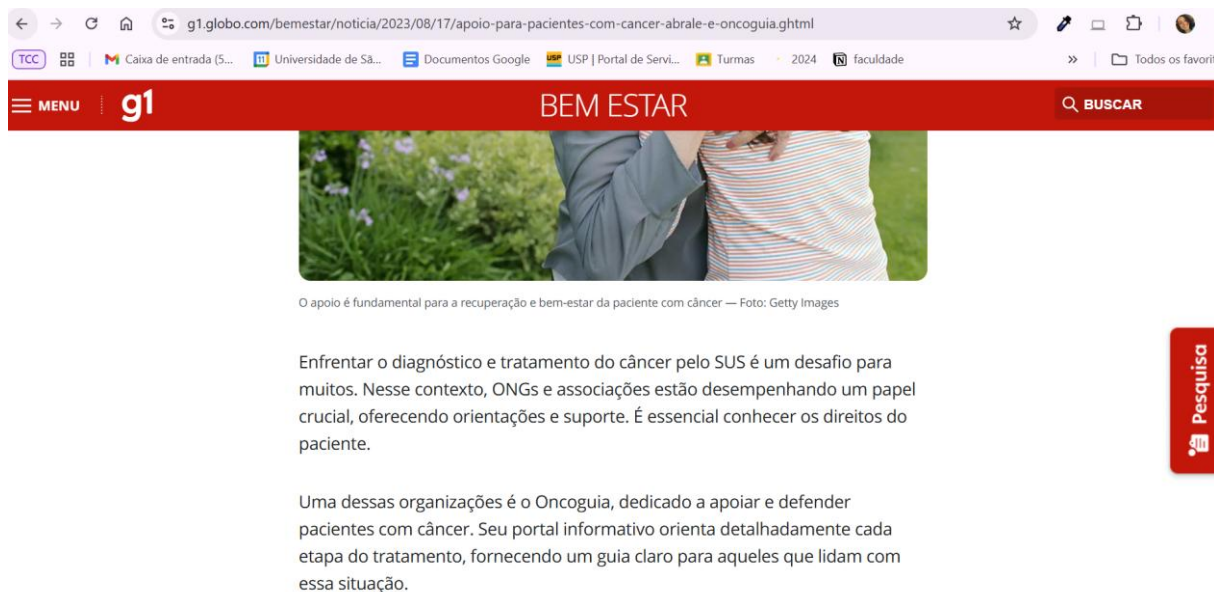 g1.globo.com/bemestar/noticia/2023/08/17/apoio-para-pacientes-com-cancer-abrale-e-oncoguia.ghtml
TCC Caixa de entrada (5... 11 Universidade de Sã... Documentos Google USP USP | Portal de Servi... Turmas 2024 faculdade » Todos os favorit
MENU g1 BEM ESTAR BUSCAR
O apoio é fundamental para a recuperação e bem-estar da paciente com câncer — Foto: Getty Images
Enfrentar o diagnóstico e tratamento do câncer pelo SUS é um desafio para
muitos. Nesse contexto, ONGs e associações estão desempenhando um papel
crucial, oferecendo orientações e suporte. É essencial conhecer os direitos do
paciente.
Pesquisa
Uma dessas organizações é o Oncoguia, dedicado a apoiar e defender
pacientes com câncer. Seu portal informativo orienta detalhadamente cada
etapa do tratamento, fornecendo um guia claro para aqueles que lidam com
essa situação.